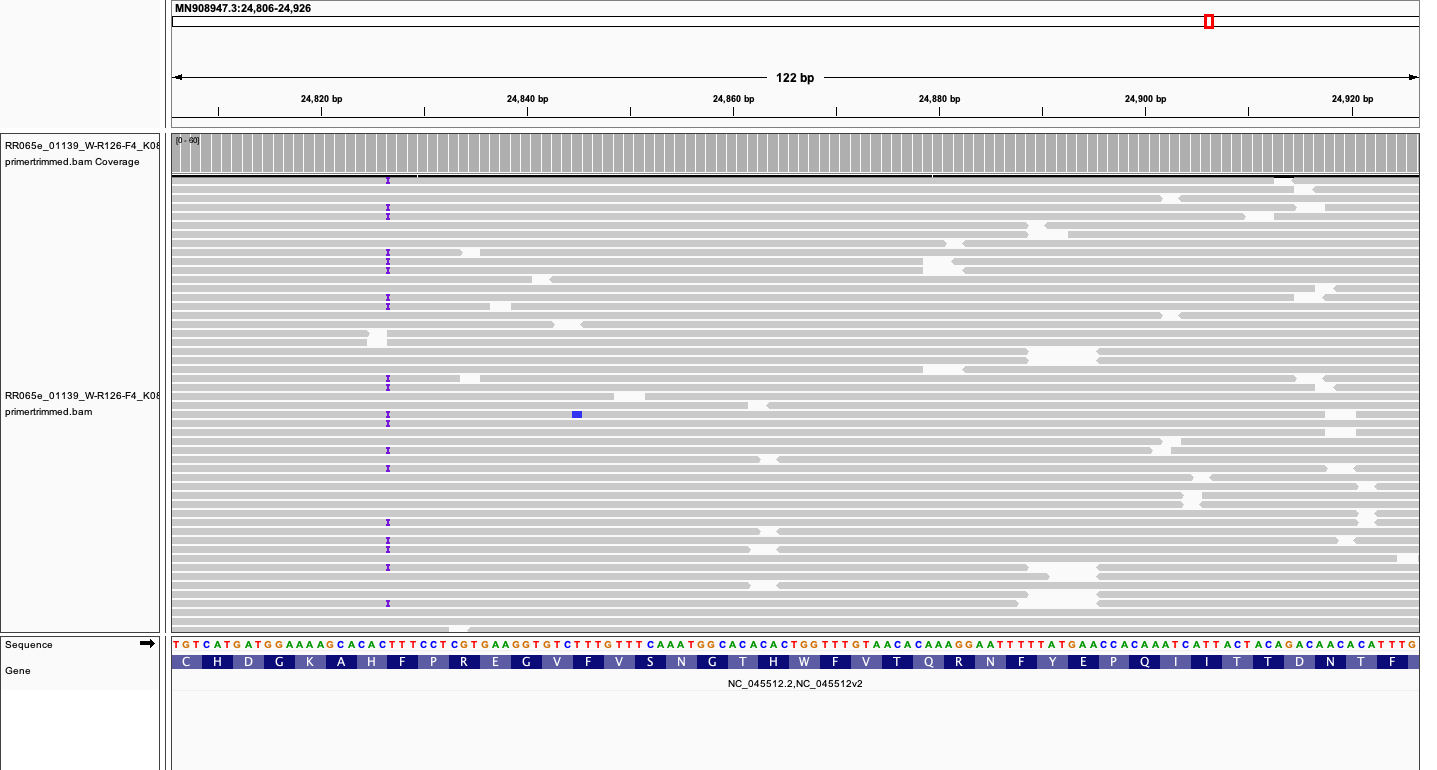 MN908947.3:24,806-24,926
122 bp
24,820 bp 24,840 bp 24,860 bp 24,880 bp 24,900 bp 24,920 bp
RR065e_01139_W-R126-F4_K08
primertrimmed.bam Coverage
[0 - 60]
RR065e_01139_W-R126-F4_K08
primertrimmed.bam
Sequence
TGTCATGATGGAAAAGCACACTTTCCTCGTGAAGGTGTCTTTGTTTCAAATGGCACACACTGGTTTGTAACACAAAGGAATTTTTATGAACCACAAATCATTACTACAGACAACACATTTG
Gene
C H D G K A H F P R E G V F V S N G T H W F V T Q R N F Y E P Q I I T T D N T F
NC_045512.2,NC_045512v2